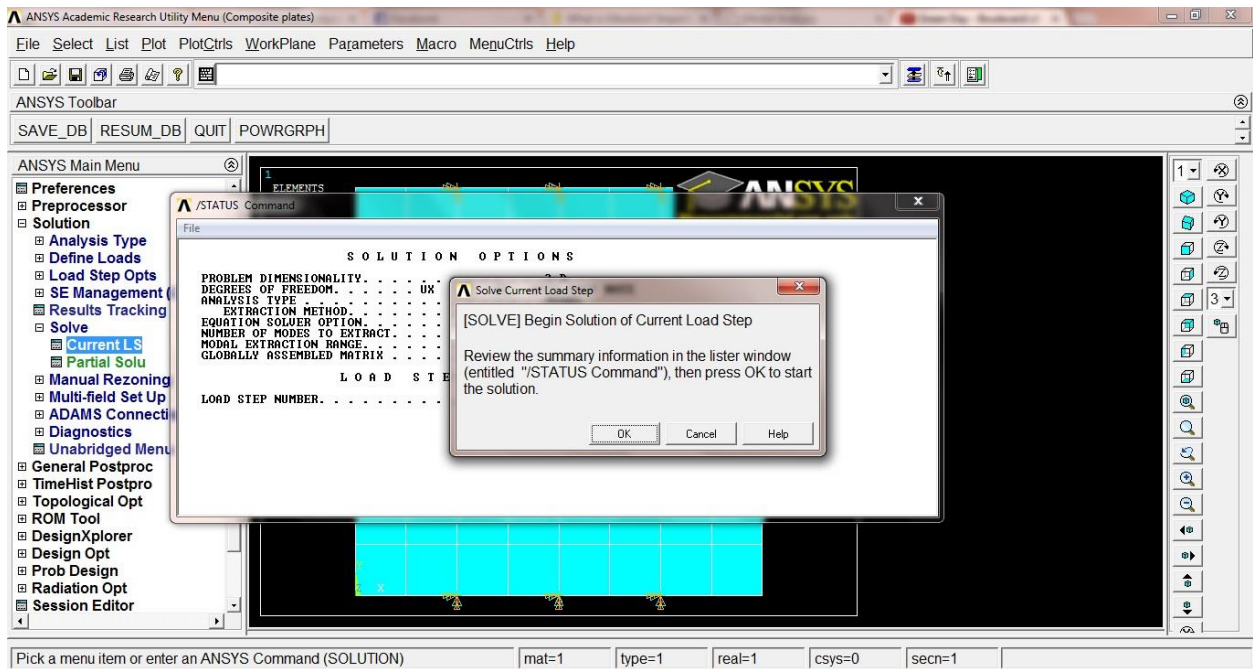 ANSYS Academic Research Utility Menu (Composite plates)
File Select List Plot PlotCtrls WorkPlane Parameters Macro MenuCtrls Help
ANSYS Toolbar
SAVE_DB RESUM_DB QUIT POWRGRPH
ANSYS Main Menu
Preferences
Preprocessor
Solution
Analysis Type
Define Loads
Load Step Opts
SE Management (
Results Tracking
Solve
Current LS
Partial Solu
Manual Rezoning
Multi-field Set Up
ADAMS Connecti
Diagnostics
Unabridged Menu
General Postproc
TimeHist Postpro
Topological Opt
ROM Tool
DesignXplorer
Design Opt
Prob Design
Radiation Opt
Session Editor
1
ELEMENTS
ANSYS
/STATUS Command
File
S O L U T I O N   O P T I O N S
PROBLEM DIMENSIONALITY. . . . . . .
DEGREES OF FREEDOM. . . . . . UX
ANALYSIS TYPE . . . . . . . . . . .
EXTRACTION METHOD. . . . . . . .
EQUATION SOLVER OPTION. . . . . . .
NUMBER OF MODES TO EXTRACT. . . . .
MODAL EXTRACTION RANGE. . . . . . .
GLOBALLY ASSEMBLED MATRIX . . . . .
L O A D   S T E
LOAD STEP NUMBER. . . . . . . . . .
Solve Current Load Step
[SOLVE] Begin Solution of Current Load Step
Review the summary information in the lister window
(entitled "/STATUS Command"), then press OK to start
the solution.
OK Cancel Help
Y
Z X
1
3
Pick a menu item or enter an ANSYS Command (SOLUTION) mat=1 type=1 real=1 csys=0 secn=1